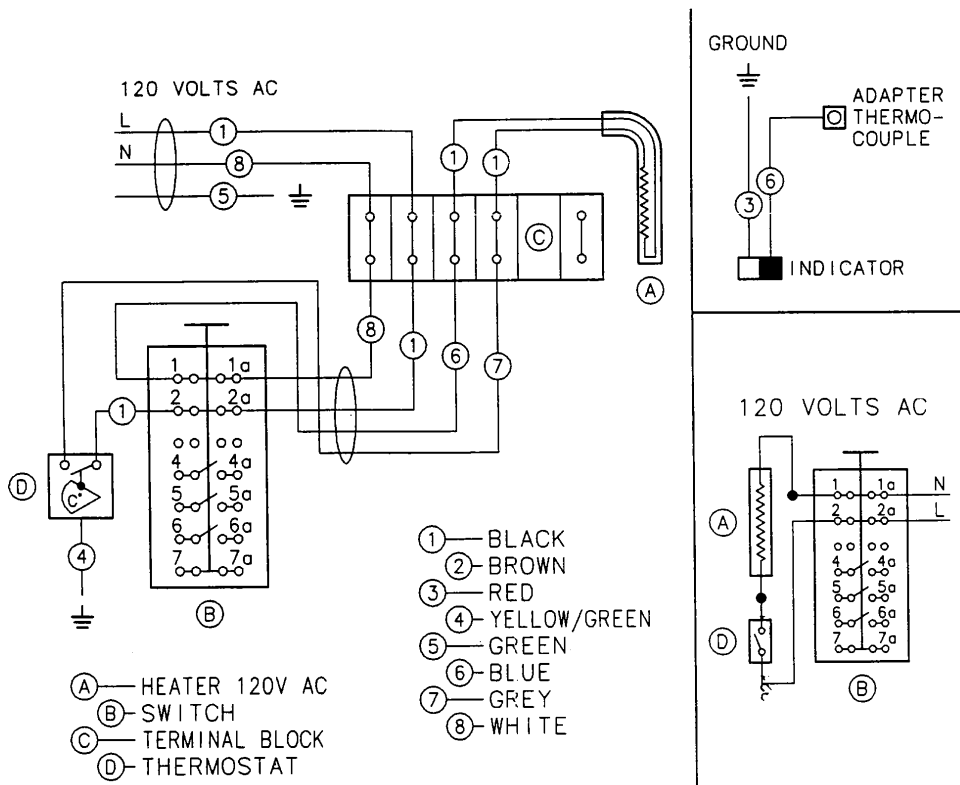 120 VOLTS AC
L
1
N
8
5
1
1
C
A
8
1
6
7
1 1a
2 2a
4 4a
5 5a
6 6a
7 7a
1
D
C°
4
B
A HEATER 120V AC
B SWITCH
C TERMINAL BLOCK
D THERMOSTAT
1 BLACK
2 BROWN
3 RED
4 YELLOW/GREEN
5 GREEN
6 BLUE
7 GREY
8 WHITE
GROUND
ADAPTER
THERMO-
COUPLE
6
3
INDICATOR
120 VOLTS AC
N
L
1 1a
2 2a
4 4a
5 5a
6 6a
7 7a
A
D
B